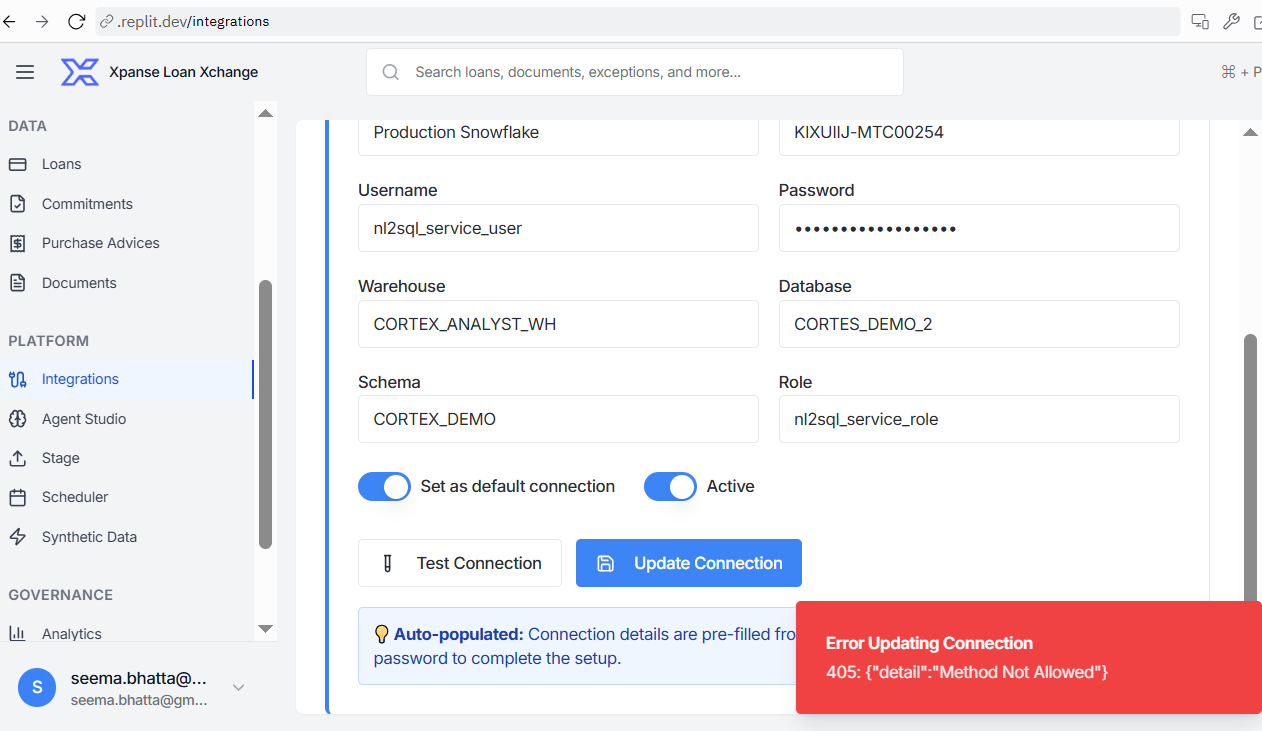 .replit.dev/integrations
Xpanse Loan Xchange
Search loans, documents, exceptions, and more...
⌘ + P
DATA
Loans
Commitments
Purchase Advices
Documents
PLATFORM
Integrations
Agent Studio
Stage
Scheduler
Synthetic Data
GOVERNANCE
Analytics
S
seema.bhatta@...
seema.bhatta@gm...
Production Snowflake
KIXUIIJ-MTC00254
Username
Password
nl2sql_service_user
••••••••••••••••••
Warehouse
Database
CORTEX_ANALYST_WH
CORTES_DEMO_2
Schema
Role
CORTEX_DEMO
nl2sql_service_role
Set as default connection
Active
Test Connection
Update Connection
Auto-populated: Connection details are pre-filled fro
password to complete the setup.
Error Updating Connection
405: {"detail":"Method Not Allowed"}